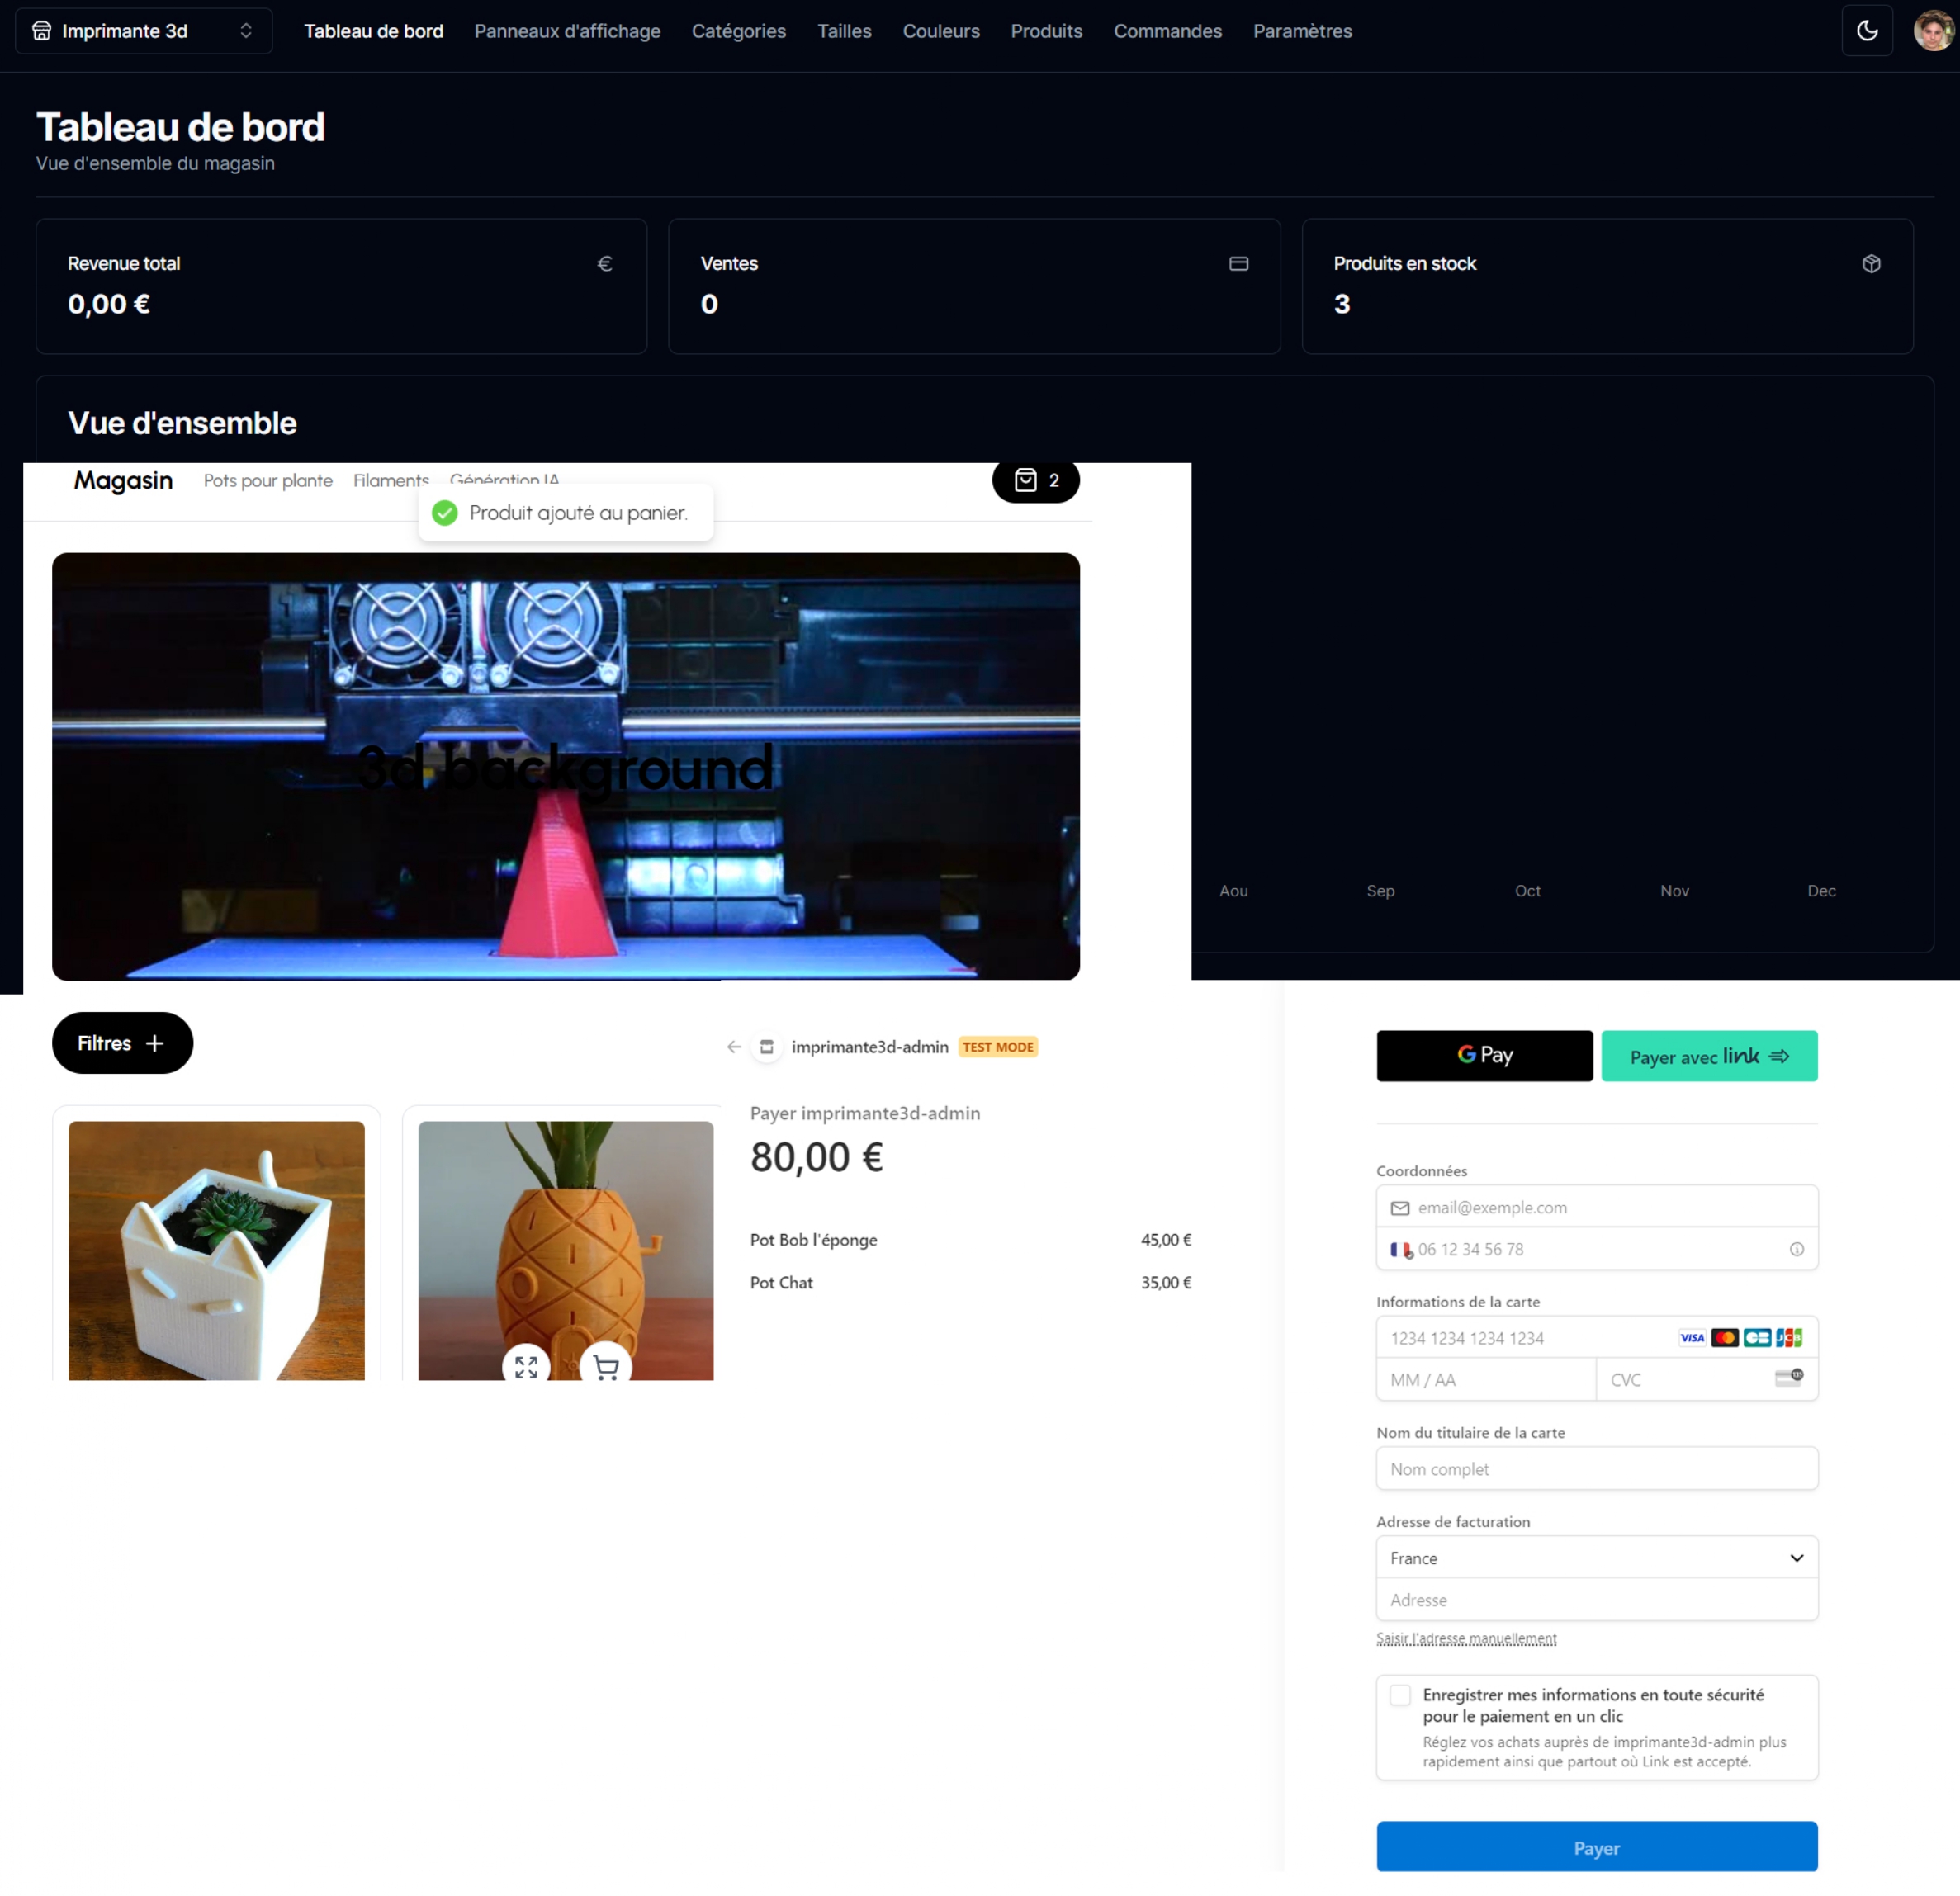 Imprimante 3d
Tableau de bord
Panneaux d'affichage
Catégories
Tailles
Couleurs
Produits
Commandes
Paramètres
Tableau de bord
Vue d'ensemble du magasin
Revenue total
€
0,00 €
Ventes
0
Produits en stock
3
Vue d'ensemble
Aou
Sep
Oct
Nov
Dec
Magasin
Pots pour plante
Filaments
Génération IA
2
Produit ajouté au panier.
3d background
Filtres
imprimante3d-admin
TEST MODE
Payer imprimante3d-admin
80,00 €
Pot Bob l'éponge 45,00 €
Pot Chat 35,00 €
G Pay
Payer avec link
Coordonnées
email@exemple.com
06 12 34 56 78
Informations de la carte
1234 1234 1234 1234
VISA
CB
JCB
MM / AA
CVC
Nom du titulaire de la carte
Nom complet
Adresse de facturation
France
Adresse
Saisir l'adresse manuellement
Enregistrer mes informations en toute sécurité
pour le paiement en un clic
Réglez vos achats auprès de imprimante3d-admin plus
rapidement ainsi que partout où Link est accepté.
Payer